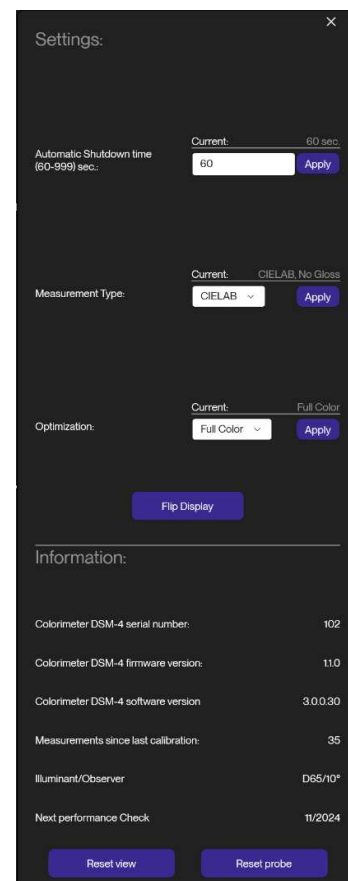 ×
Settings:
Current: 60 sec.
Automatic Shutdown time
(60-999) sec.:
60 Apply
Current: CIELAB, No Gloss
Measurement Type: CIELAB Apply
Current: Full Color
Optimization: Full Color Apply
Flip Display
Information:
Colorimeter DSM-4 serial number: 102
Colorimeter DSM-4 firmware version: 1.1.0
Colorimeter DSM-4 software version 3.0.0.30
Measurements since last calibration: 35
Illuminant/Observer D65/10°
Next performance Check 11/2024
Reset view Reset probe